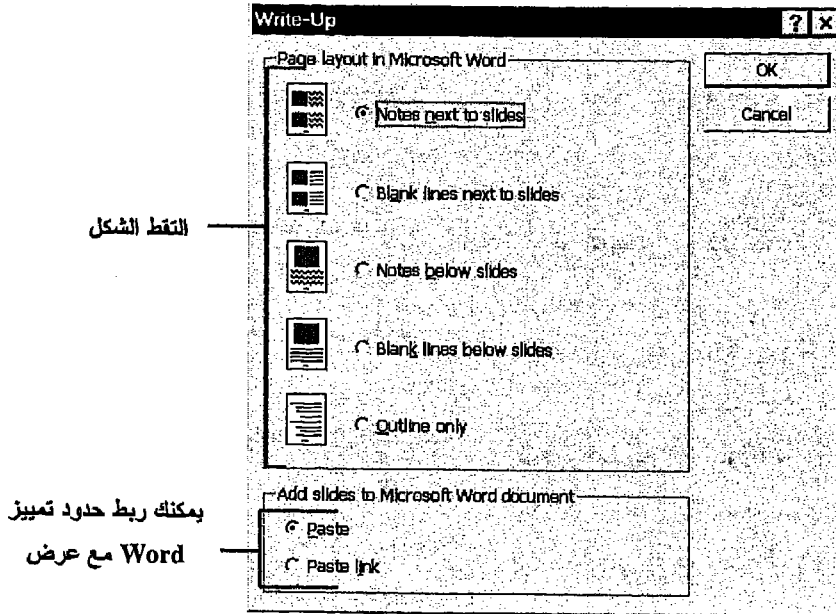 Write-Up
Page layout in Microsoft Word
OK
Notes next to slides
Cancel
Blank lines next to slides
التقط الشكل
Notes below slides
Blank lines below slides
Outline only
Add slides to Microsoft Word document
يمكنك ربط حدود تمييز
Word مع عرض
Paste
Paste link